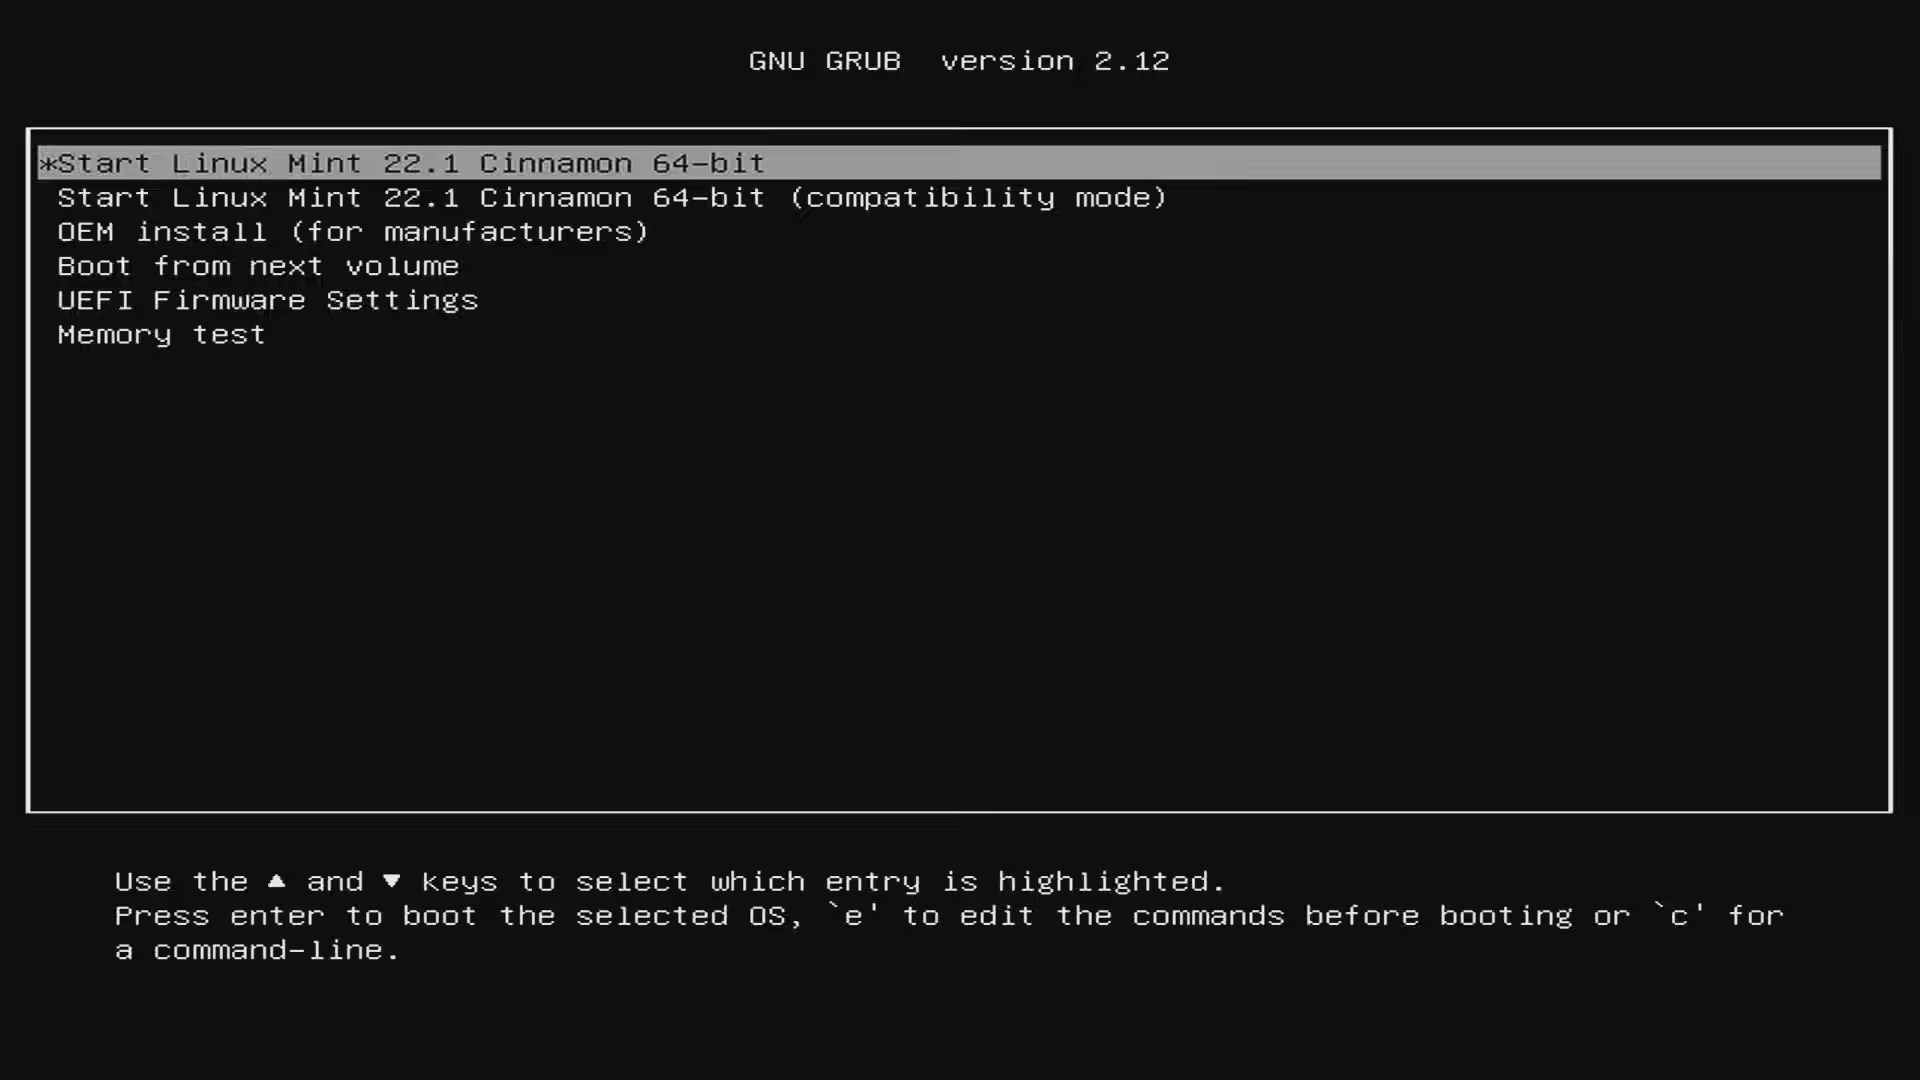 GNU GRUB  version 2.12
*Start Linux Mint 22.1 Cinnamon 64-bit
Start Linux Mint 22.1 Cinnamon 64-bit (compatibility mode)
OEM install (for manufacturers)
Boot from next volume
UEFI Firmware Settings
Memory test
Use the ▲ and ▼ keys to select which entry is highlighted.
Press enter to boot the selected OS, `e' to edit the commands before booting or `c' for
a command-line.